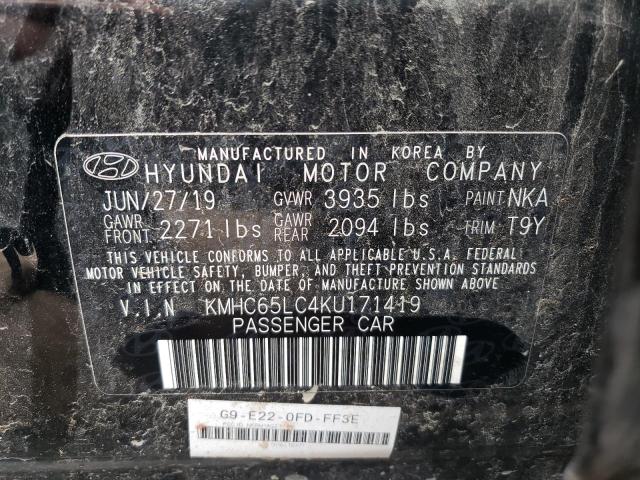 MANUFACTURED IN KOREA BY
HYUNDAI MOTOR COMPANY
JUN/27/19 GVWR 3935 lbs PAINT NKA
GAWR FRONT 2271 lbs GAWR REAR 2094 lbs TRIM T9Y
THIS VEHICLE CONFORMS TO ALL APPLICABLE U.S.A. FEDERAL
MOTOR VEHICLE SAFETY, BUMPER, AND THEFT PREVENTION STANDARDS
IN EFFECT ON THE DATE OF MANUFACTURE SHOWN ABOVE.
V.I.N KMHC65LC4KU171419
PASSENGER CAR
G9-E22-0FD-FF3E